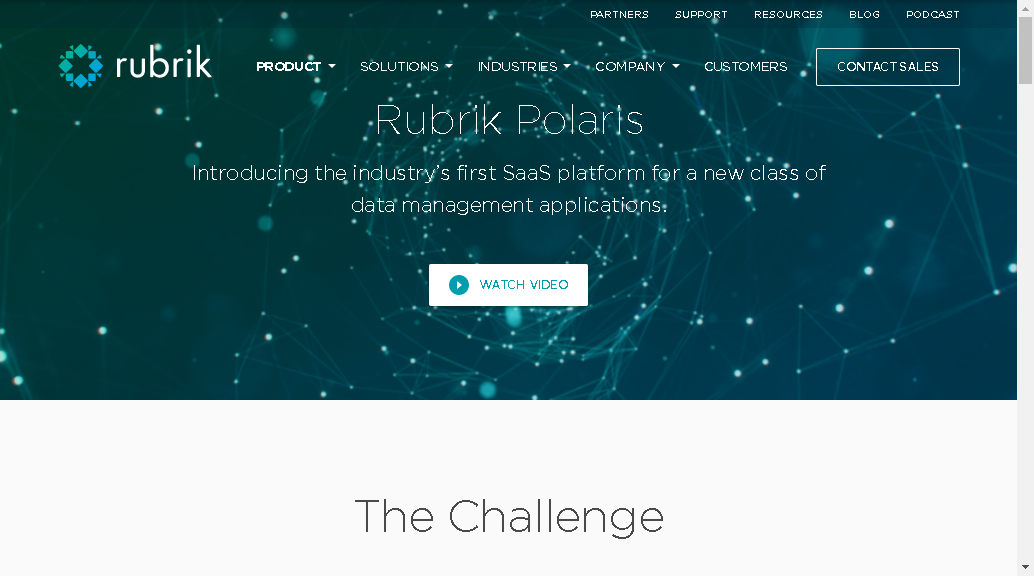 PARTNERS SUPPORT RESOURCES BLOG PODCAST
rubrik PRODUCT SOLUTIONS INDUSTRIES COMPANY CUSTOMERS CONTACT SALES
Rubrik Polaris
Introducing the industry's first SaaS platform for a new class of
data management applications.
WATCH VIDEO
The Challenge